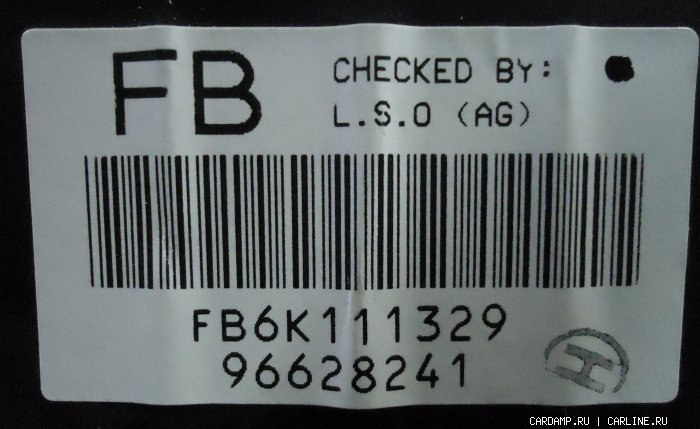 FB
CHECKED BY:
L.S.O (AG)
FB6K111329
96628241
H
CARDAMP.RU | CARLINE.RU